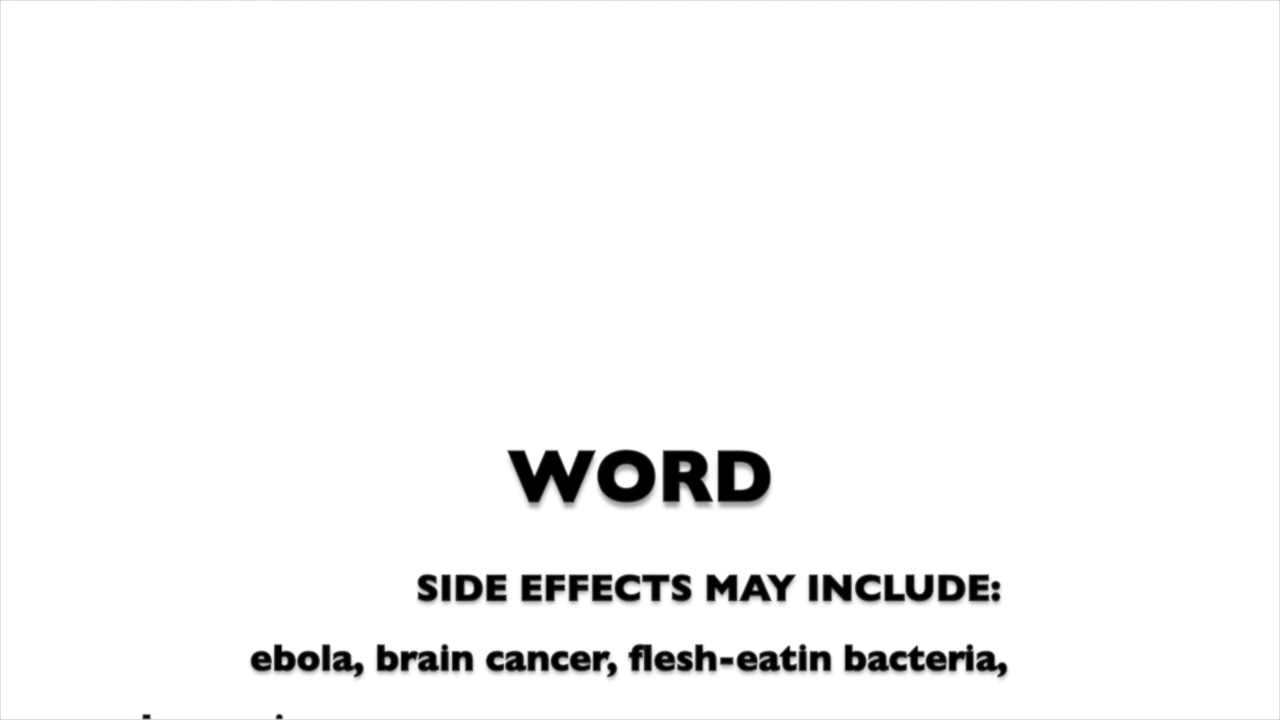 WORD
SIDE EFFECTS MAY INCLUDE:
ebola, brain cancer, flesh-eatin bacteria,